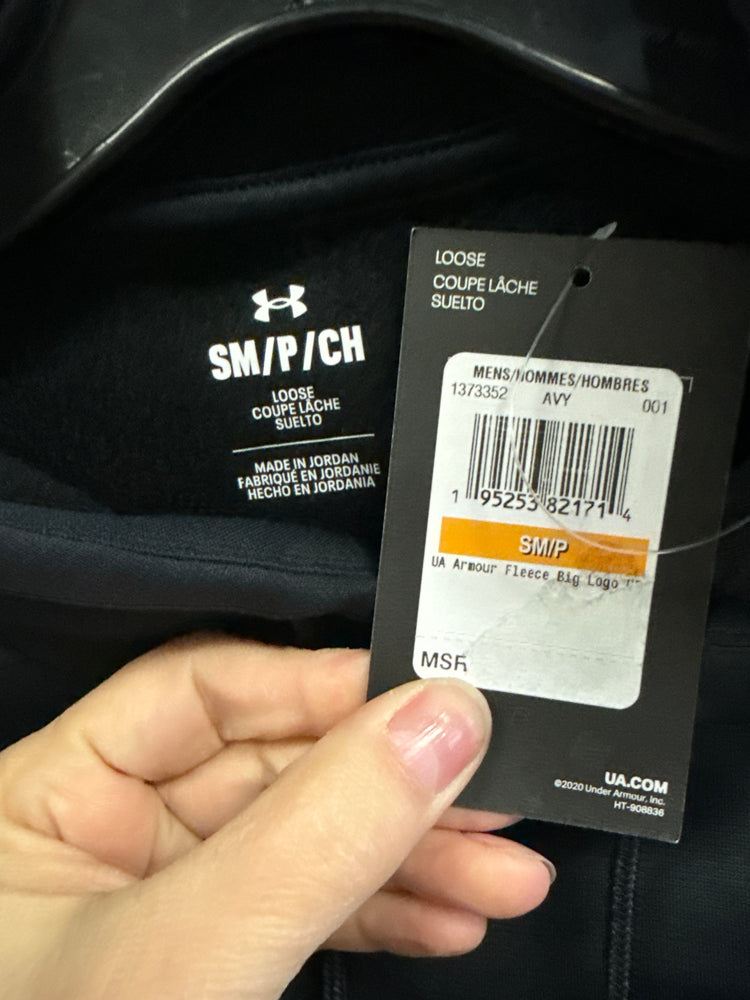 SM/P/CH
LOOSE
COUPE LÂCHE
SUELTO
MADE IN JORDAN
FABRIQUÉ EN JORDANIE
HECHO EN JORDANIA
LOOSE
COUPE LÂCHE
SUELTO
MENS/HOMMES/HOMBRES
1373352 AVY 001
1 95253 82171 4
SM/P
UA Armour Fleece Big Logo
MSR
UA.COM
©2020 Under Armour, Inc.
HT-908836